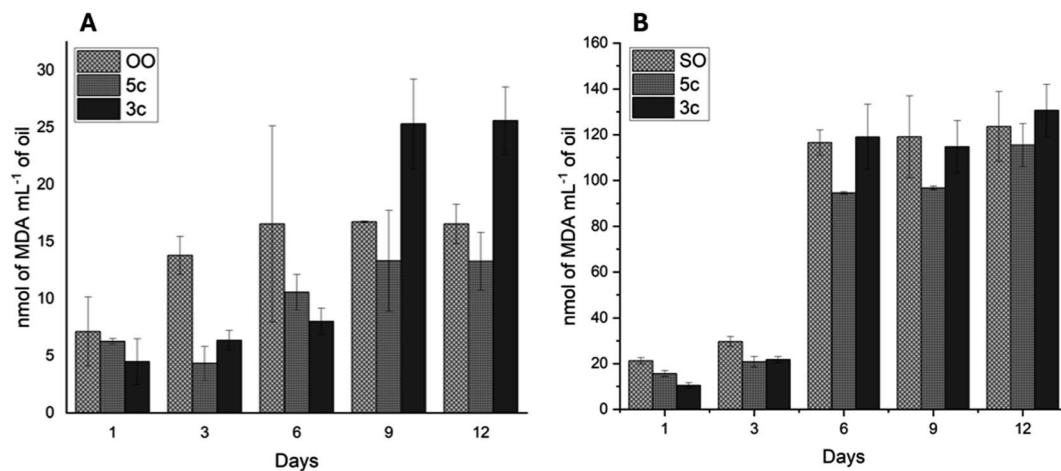 A
OO
5c
3c
nmol of MDA mL⁻¹ of oil
30
25
20
15
10
5
0
1 3 6 9 12
Days
B
SO
5c
3c
nmol of MDA mL⁻¹ of oil
160
140
120
100
80
60
40
20
0
1 3 6 9 12
Days